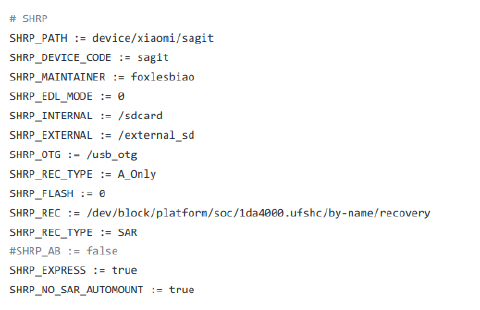 # SHRP
SHRP_PATH := device/xiaomi/sagit
SHRP_DEVICE_CODE := sagit
SHRP_MAINTAINER := foxlesbiao
SHRP_EDL_MODE := 0
SHRP_INTERNAL := /sdcard
SHRP_EXTERNAL := /external_sd
SHRP_OTG := /usb_otg
SHRP_REC_TYPE := A_Only
SHRP_FLASH := 0
SHRP_REC := /dev/block/platform/soc/1da4000.ufshc/by-name/recovery
SHRP_REC_TYPE := SAR
#SHRP_AB := false
SHRP_EXPRESS := true
SHRP_NO_SAR_AUTOMOUNT := true